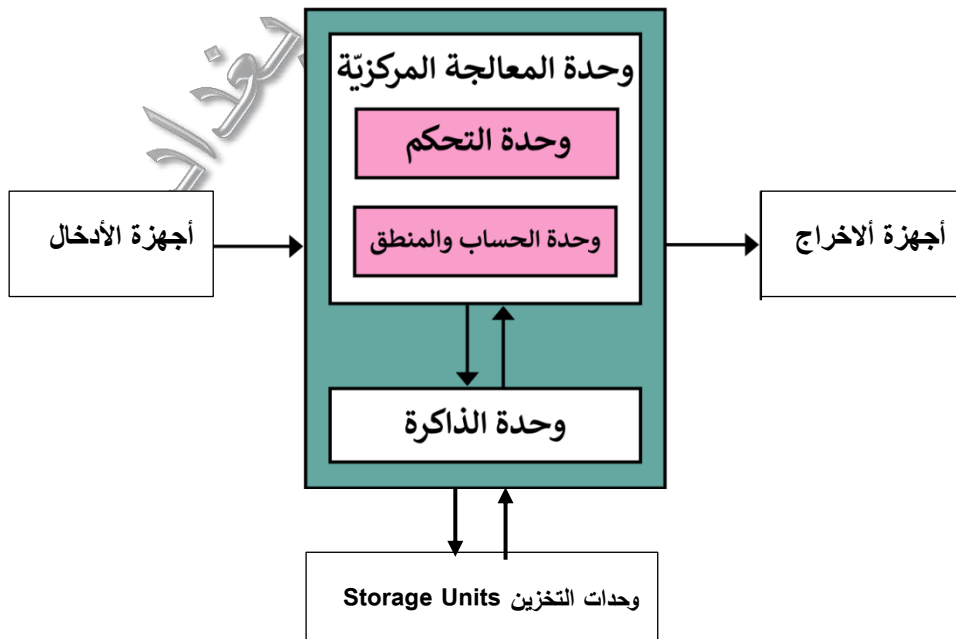 وحدة المعالجة المركزيّة
وحدة التحكم
وحدة الحساب والمنطق
أجهزة الأدخال
أجهزة ألاخراج
وحدة الذاكرة
وحدات التخزين Storage Units